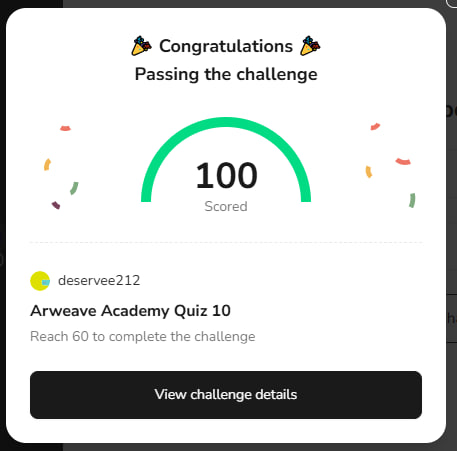 🎉 Congratulations 🎉
Passing the challenge
100
Scored
deservee212
Arweave Academy Quiz 10
Reach 60 to complete the challenge
View challenge details